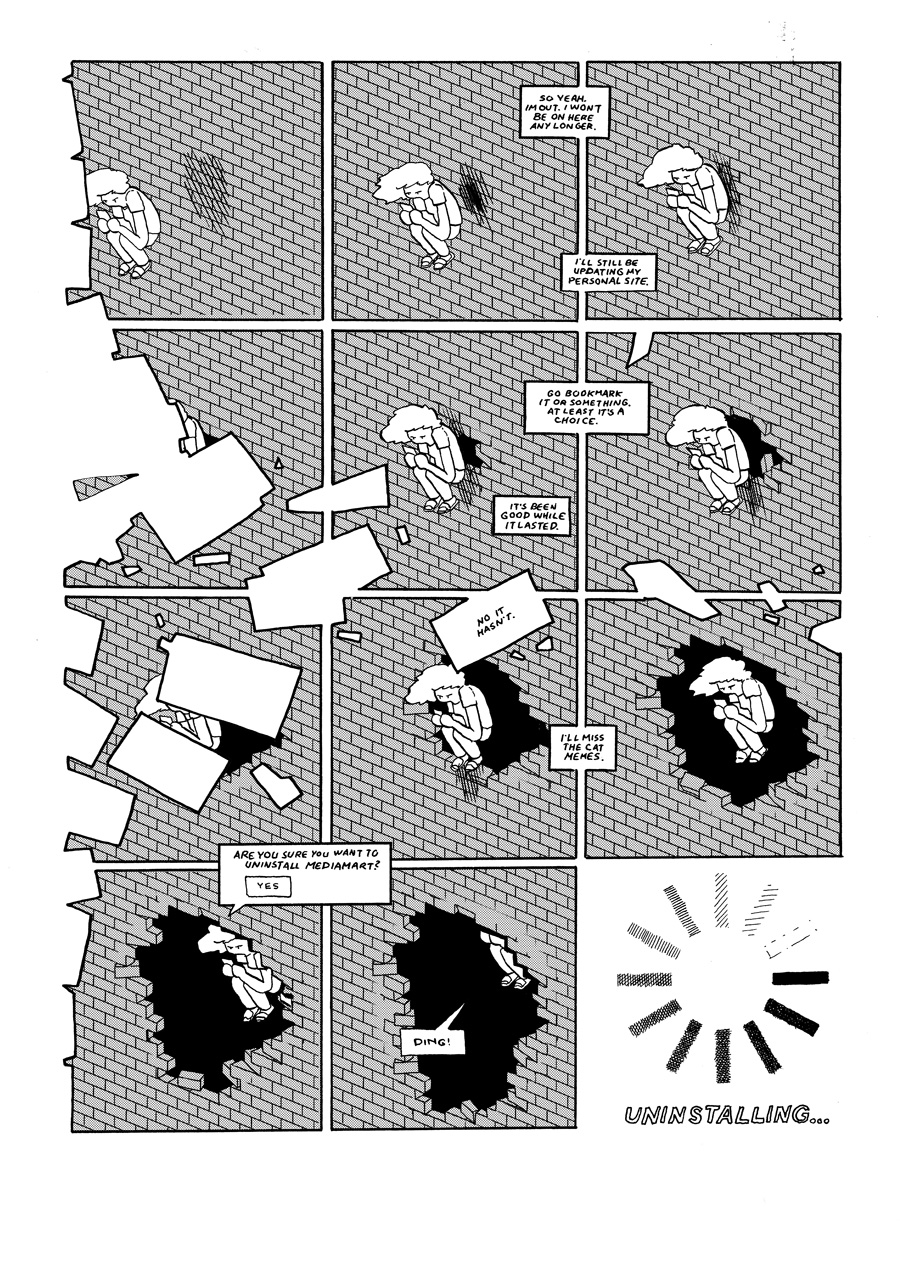 SO YEAH.
IM OUT. I WON'T
BE ON HERE
ANY LONGER.
I'LL STILL BE
UPDATING MY
PERSONAL SITE.
GO BOOKMARK
IT OR SOMETHING.
AT LEAST IT'S A
CHOICE.
IT'S BEEN
GOOD WHILE
IT LASTED.
NO IT
HASN'T.
I'LL MISS
THE CAT
MEMES.
ARE YOU SURE YOU WANT TO
UNINSTALL MEDIAMART?
YES
DING!
UNINSTALLING...